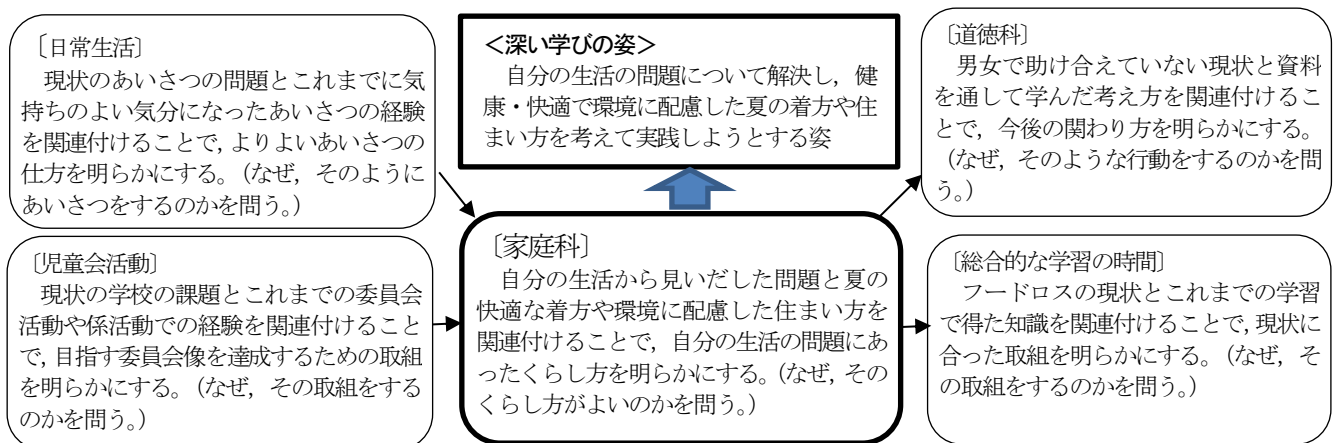 〔日常生活〕
現状のあいさつの問題とこれまでに気
持ちのよい気分になったあいさつの経験
を関連付けることで，よりよいあいさつの
仕方を明らかにする。（なぜ，そのように
あいさつをするのかを問う。）
〔児童会活動〕
現状の学校の課題とこれまでの委員会
活動や係活動での経験を関連付けること
で，目指す委員会像を達成するための取組
を明らかにする。（なぜ，その取組をする
のかを問う。）
＜深い学びの姿＞
自分の生活の問題について解決し，健
康・快適で環境に配慮した夏の着方や住
まい方を考えて実践しようとする姿
〔家庭科〕
自分の生活から見いだした問題と夏の
快適な着方や環境に配慮した住まい方を
関連付けることで，自分の生活の問題にあ
ったくらし方を明らかにする。（なぜ，その
くらし方がよいのかを問う。）
〔道徳科〕
男女で助け合えていない現状と資料
を通して学んだ考え方を関連付けるこ
とで，今後の関わり方を明らかにする。
（なぜ，そのような行動をするのかを問
う。）
〔総合的な学習の時間〕
フードロスの現状とこれまでの学習
で得た知識を関連付けることで，現状に
合った取組を明らかにする。（なぜ，そ
の取組をするのかを問う。）